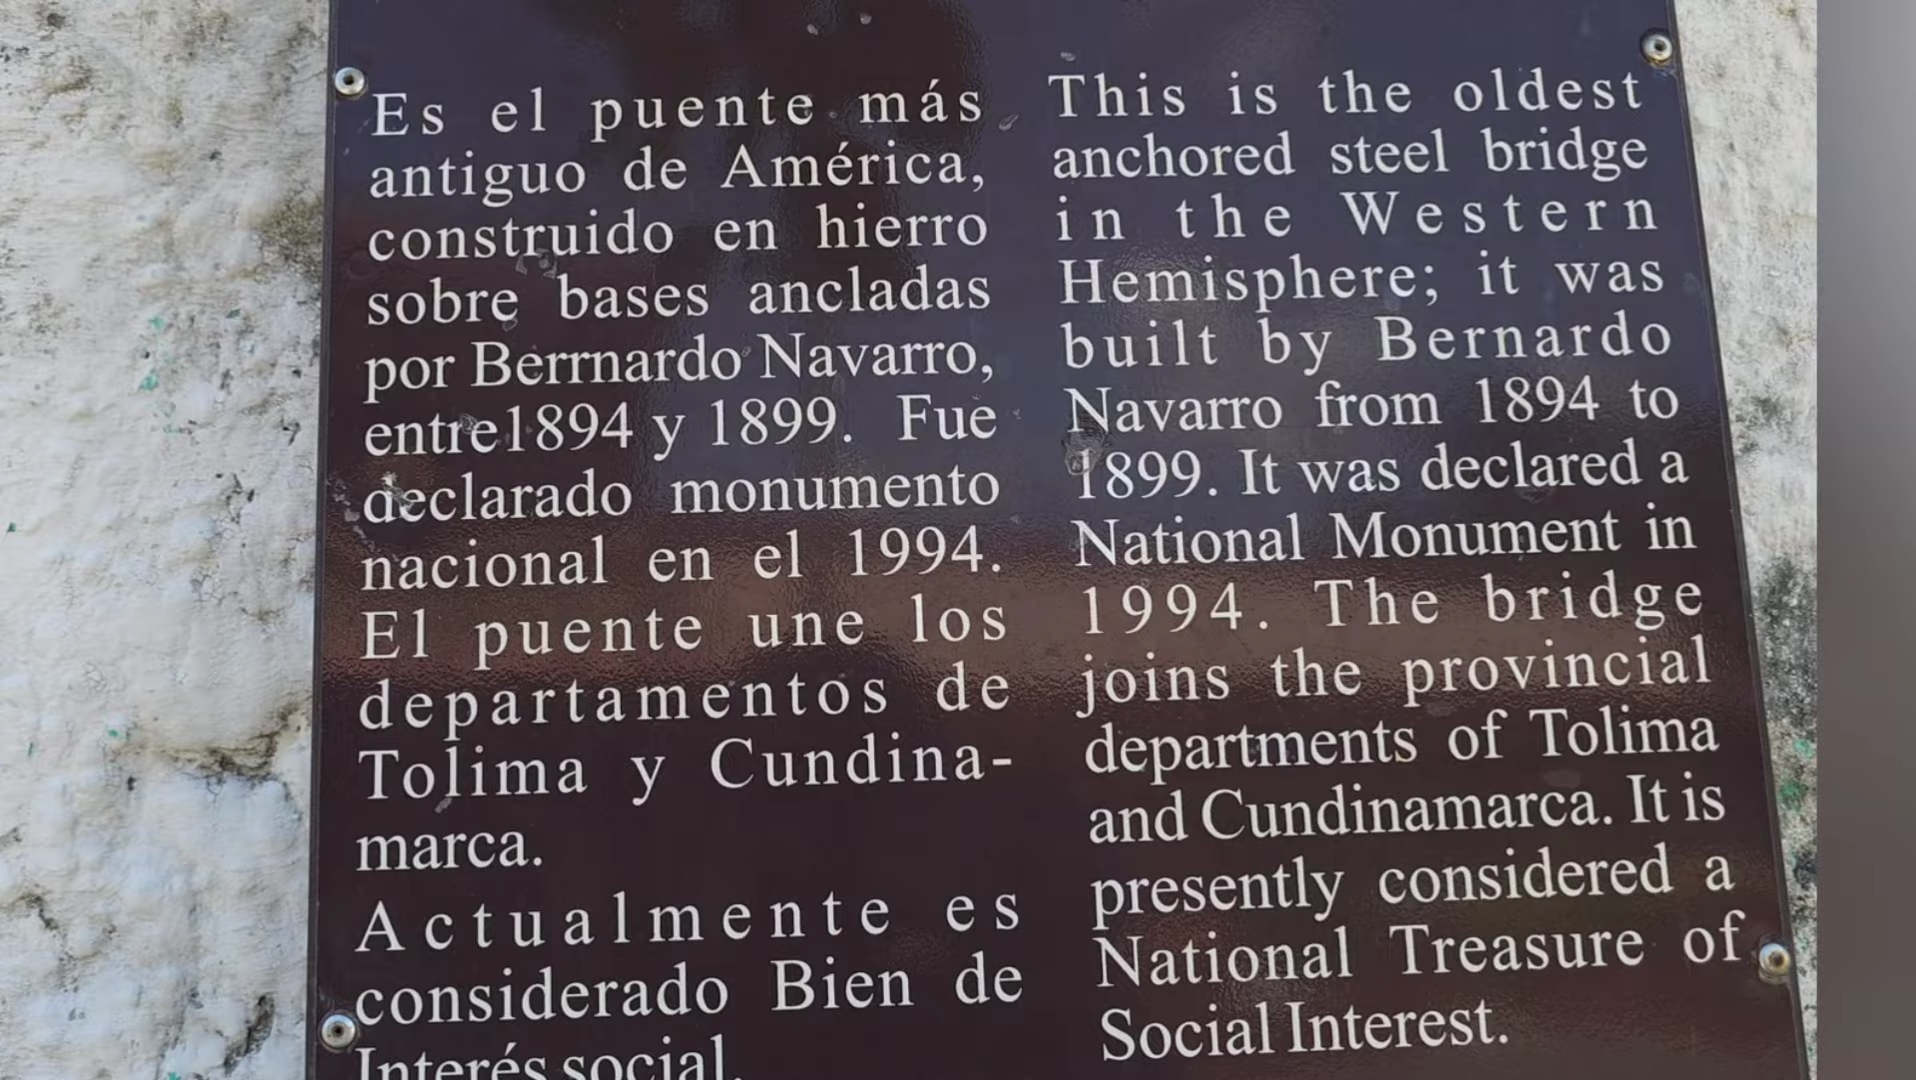 Es el puente más
antiguo de América,
construido en hierro
sobre bases ancladas
por Berrnardo Navarro,
entre1894 y 1899. Fue
declarado monumento
nacional en el 1994.
El puente une los
departamentos de
Tolima y Cundina-
marca.
Actualmente es
considerado Bien de
Interés social.
This is the oldest
anchored steel bridge
in the Western
Hemisphere; it was
built by Bernardo
Navarro from 1894 to
1899. It was declared a
National Monument in
1994. The bridge
joins the provincial
departments of Tolima
and Cundinamarca. It is
presently considered a
National Treasure of
Social Interest.